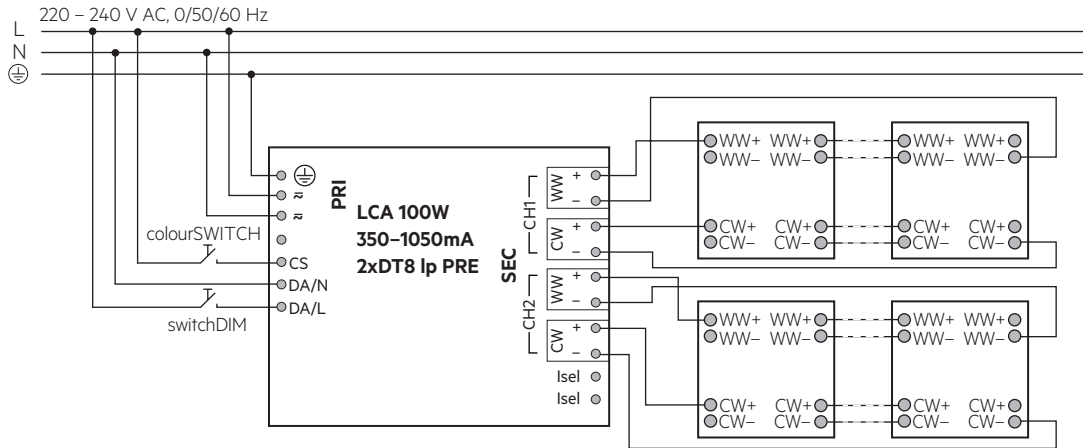 220 – 240 V AC, 0/50/60 Hz
L
N
PRI
colourSWITCH
CS
DA/N
DA/L
switchDIM
LCA 100W
350–1050mA
2xDT8 lp PRE
SEC
CH1
WW
+
–
CW
+
–
CH2
WW
+
–
CW
+
–
Isel
Isel
WW+ WW+ WW+ WW+
WW– WW– WW– WW–
CW+ CW+ CW+ CW+
CW– CW– CW– CW–
WW+ WW+ WW+ WW+
WW– WW– WW– WW–
CW+ CW+ CW+ CW+
CW– CW– CW– CW–